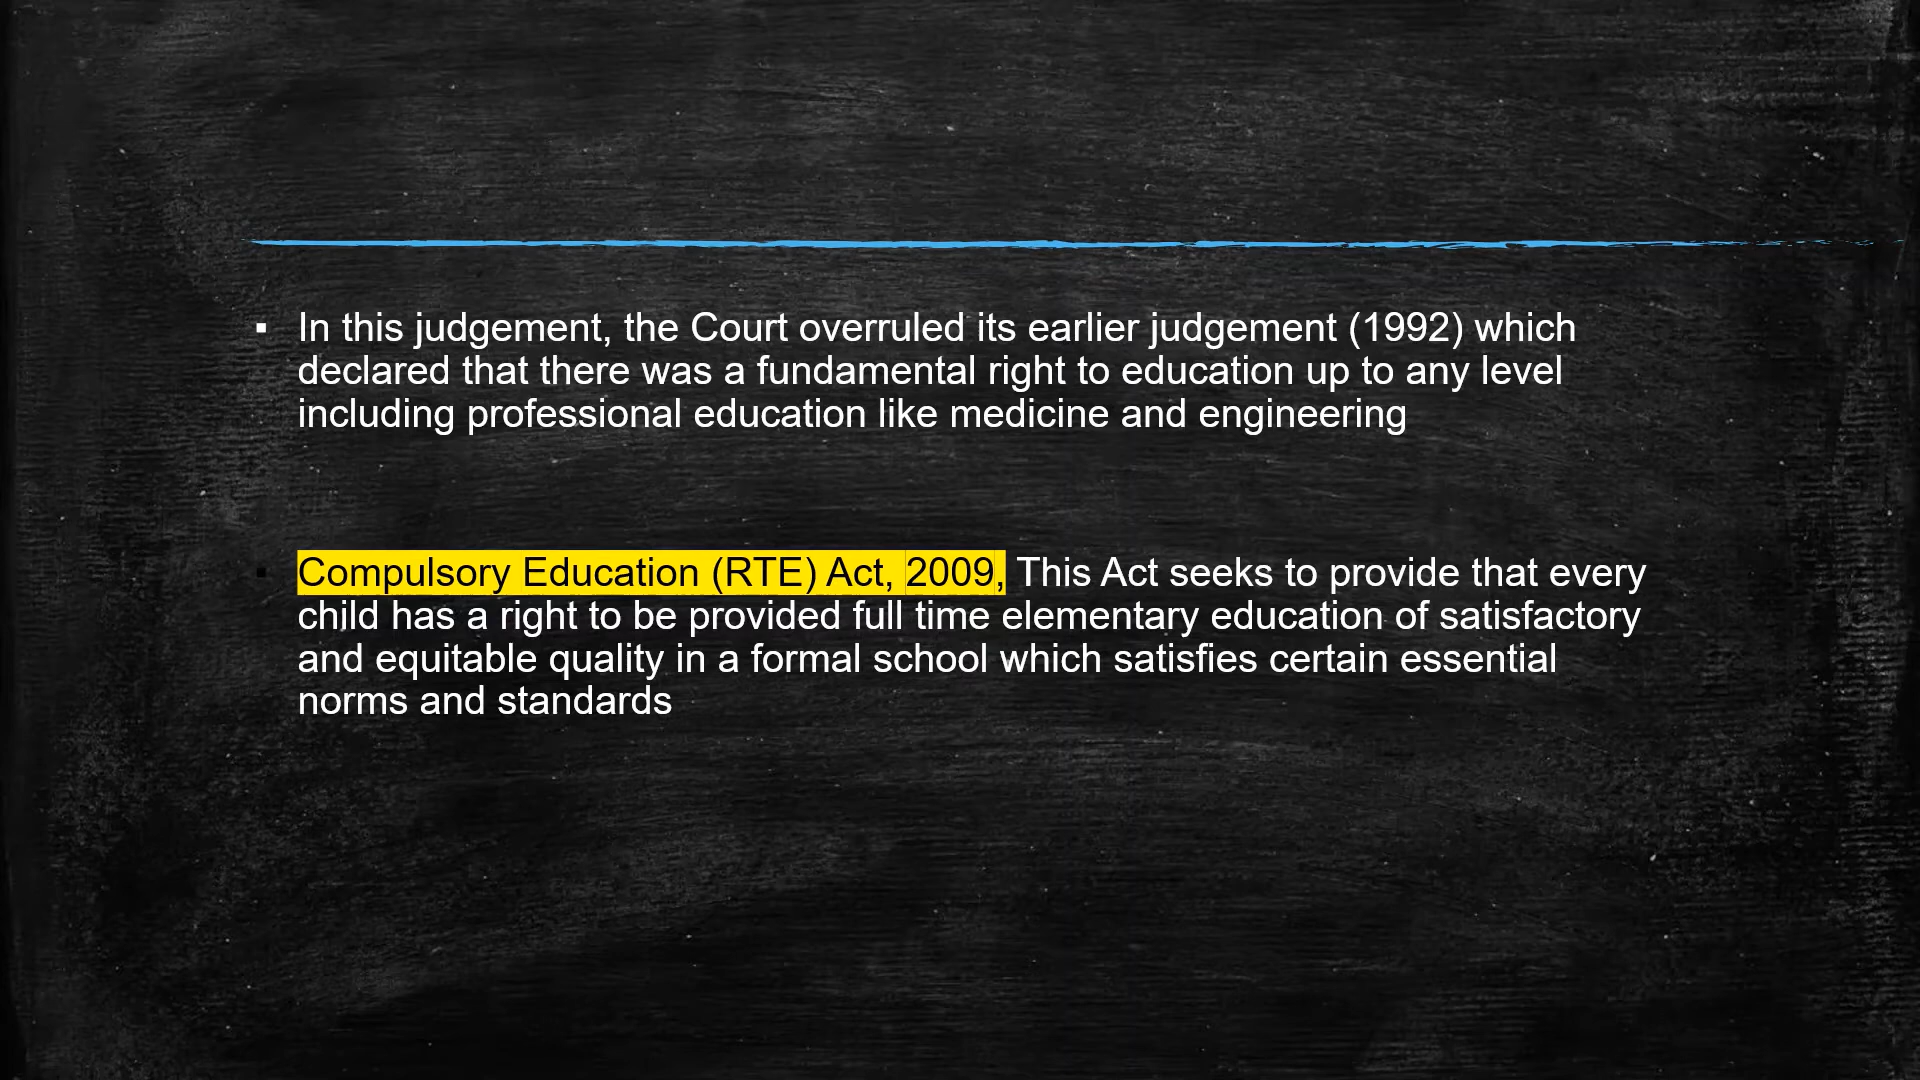 ▪ In this judgement, the Court overruled its earlier judgement (1992) which
declared that there was a fundamental right to education up to any level
including professional education like medicine and engineering
▪ Compulsory Education (RTE) Act, 2009, This Act seeks to provide that every
child has a right to be provided full time elementary education of satisfactory
and equitable quality in a formal school which satisfies certain essential
norms and standards